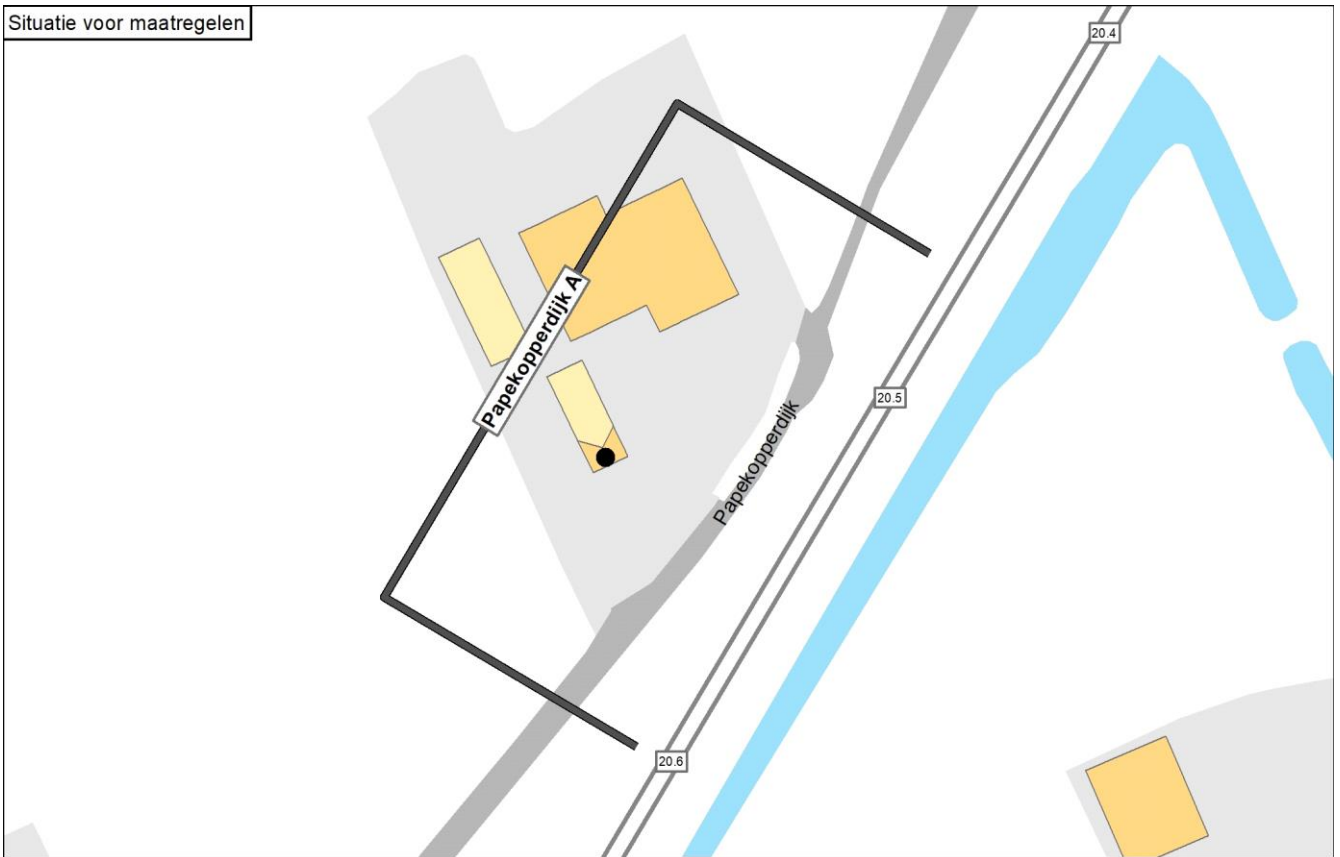 Situatie voor maatregelen
20.4
Papekopperdijk A
20.5
Papekopperdijk
20.6